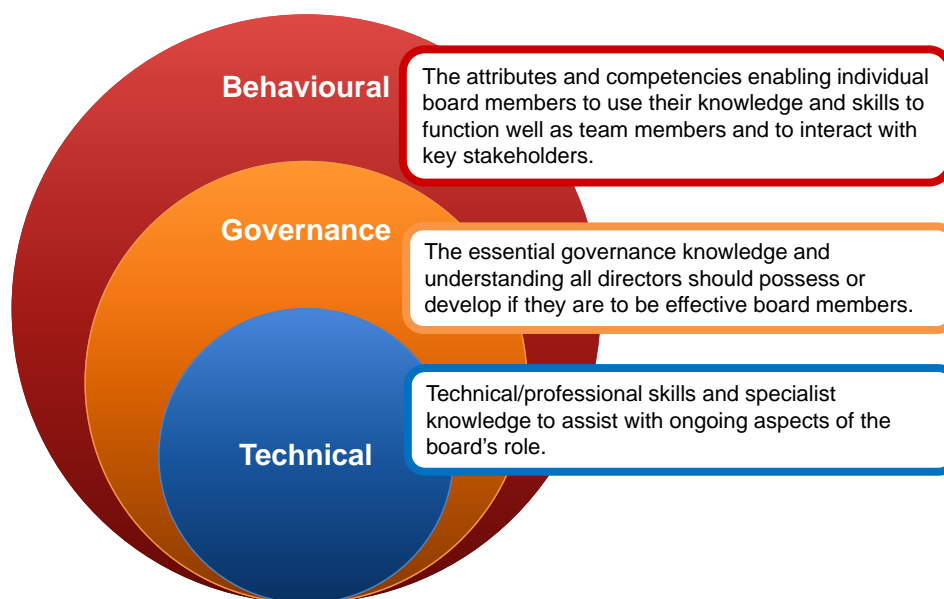 Behavioural
The attributes and competencies enabling individual
board members to use their knowledge and skills to
function well as team members and to interact with
key stakeholders.
Governance
The essential governance knowledge and
understanding all directors should possess or
develop if they are to be effective board members.
Technical/professional skills and specialist
knowledge to assist with ongoing aspects of the
board's role.
Technical